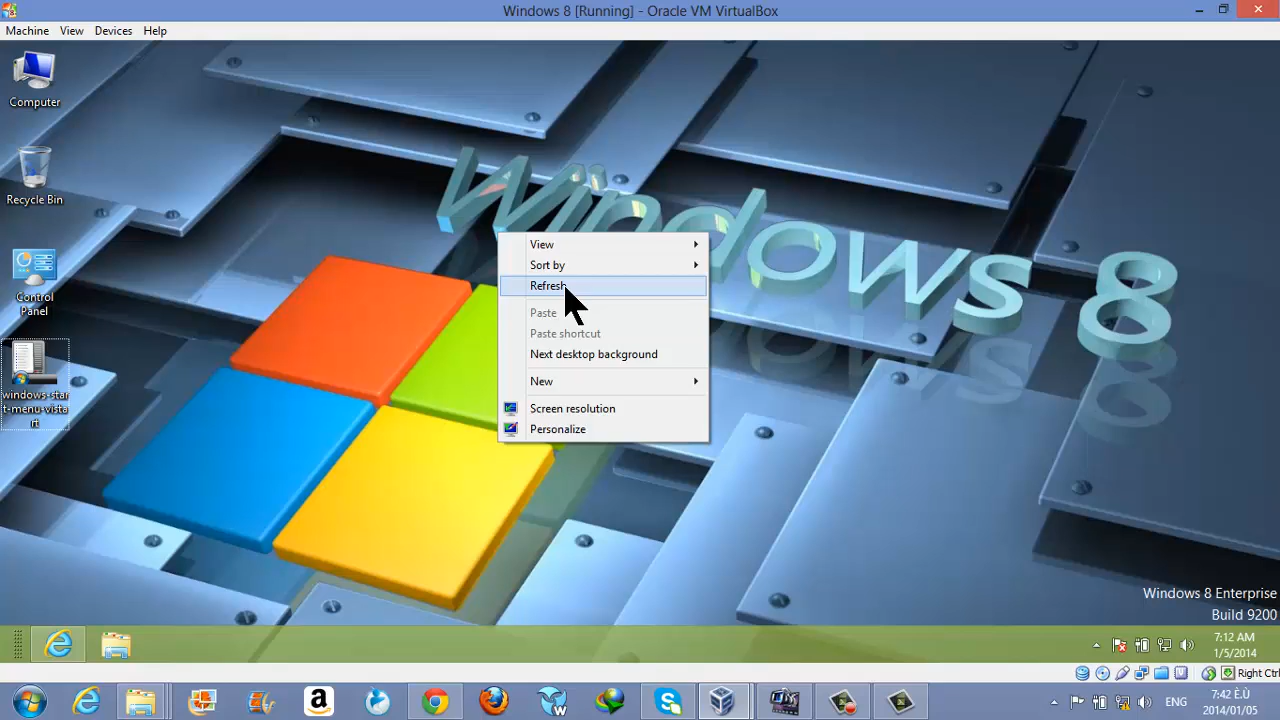 Windows 8 [Running] - Oracle VM VirtualBox
Machine View Devices Help
Computer
Recycle Bin
Control
Panel
windows-star
t-menu-vista
rt
Windows 8
View
Sort by
Refresh
Paste
Paste shortcut
Next desktop background
New
Screen resolution
Personalize
Windows 8 Enterprise
Build 9200
7:12 AM
1/5/2014
Right Ctrl
ENG
7:42 È.Ù
2014/01/05